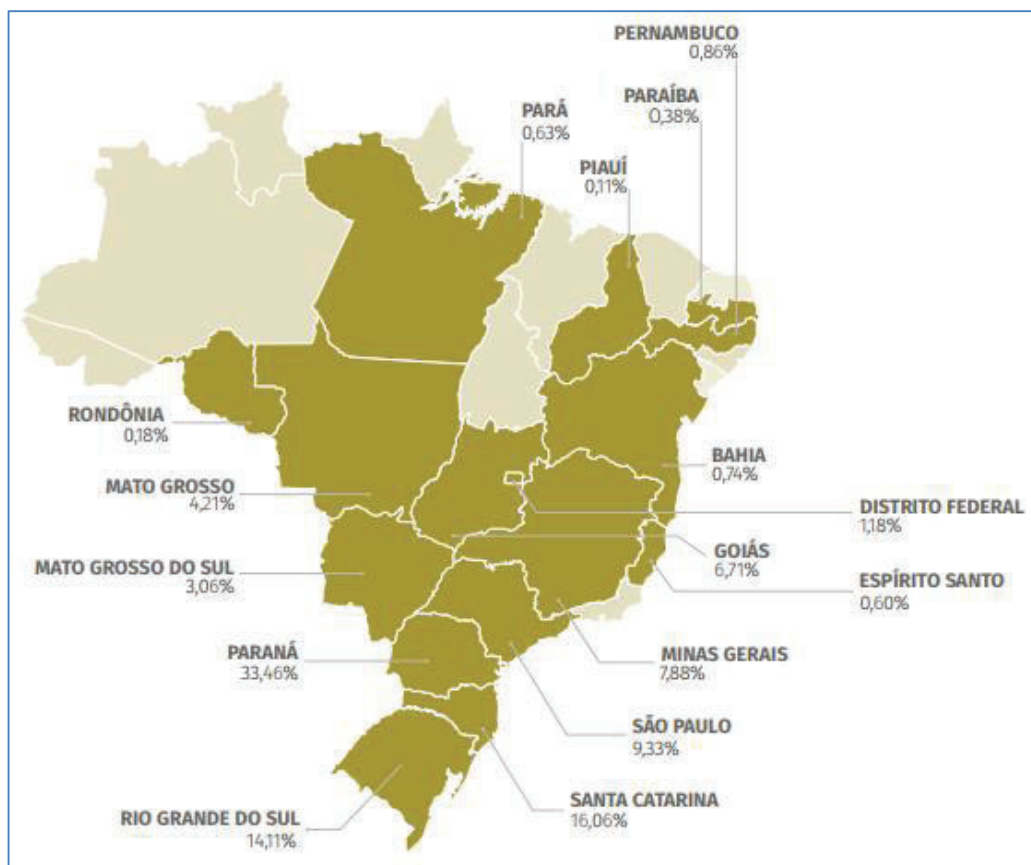 PERNAMBUCO
0,86%
PARAÍBA
0,38%
PARÁ
0,63%
PIAUÍ
0,11%
RONDÔNIA
0,18%
BAHIA
0,74%
MATO GROSSO
4,21%
DISTRITO FEDERAL
1,18%
GOIÁS
6,71%
MATO GROSSO DO SUL
3,06%
ESPÍRITO SANTO
0,60%
PARANÁ
33,46%
MINAS GERAIS
7,88%
SÃO PAULO
9,33%
SANTA CATARINA
16,06%
RIO GRANDE DO SUL
14,11%